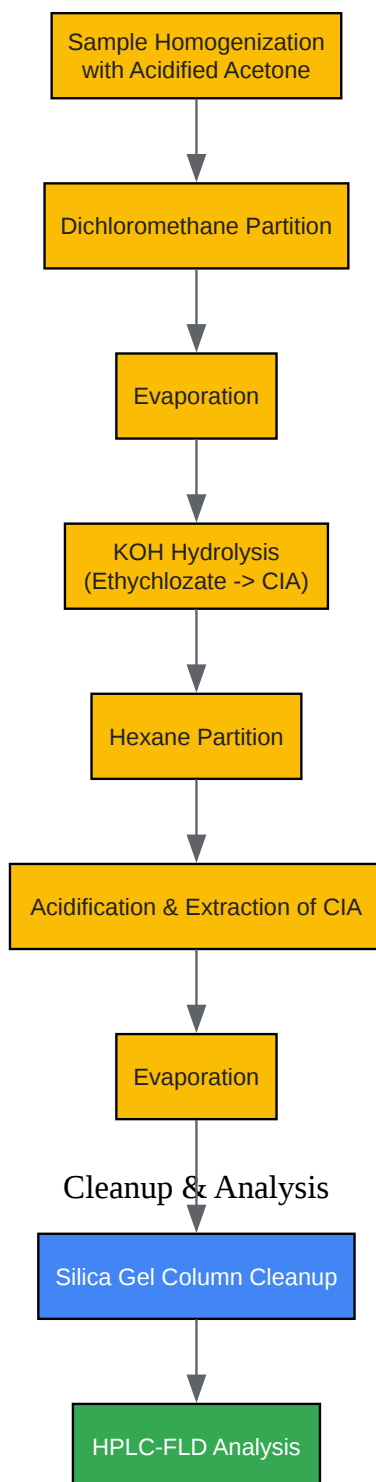 Sample Homogenization
with Acidified Acetone
Dichloromethane Partition
Evaporation
KOH Hydrolysis
(Ethychlozate -> CIA)
Hexane Partition
Acidification & Extraction of CIA
Evaporation
Cleanup & Analysis
Silica Gel Column Cleanup
HPLC-FLD Analysis